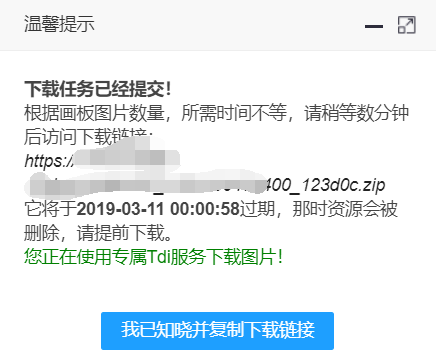 温馨提示
下载任务已经提交！
根据画板图片数量，所需时间不等，请稍等数分钟
后访问下载链接：
https:/
400_123d0c.zip
它将于2019-03-11 00:00:58过期，那时资源会被
删除，请提前下载。
您正在使用专属Tdi服务下载图片！
我已知晓并复制下载链接